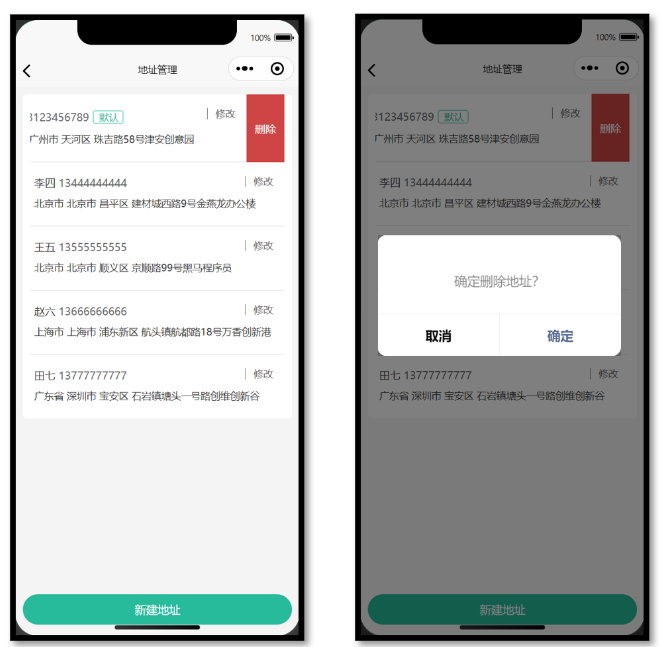 100%
地址管理
3123456789 默认 修改
删除
广州市 天河区 珠吉路58号津安创意园
李四 13444444444 修改
北京市 北京市 昌平区 建材城西路9号金燕龙办公楼
王五 13555555555 修改
北京市 北京市 顺义区 京顺路99号黑马程序员
赵六 13666666666 修改
上海市 上海市 浦东新区 航头镇航都路18号万香创新港
田七 13777777777 修改
广东省 深圳市 宝安区 石岩镇塘头一号路创维创新谷
新建地址
100%
地址管理
3123456789 默认 修改
删除
广州市 天河区 珠吉路58号津安创意园
李四 13444444444 修改
北京市 北京市 昌平区 建材城西路9号金燕龙办公楼
确定删除地址?
取消 确定
田七 13777777777 修改
广东省 深圳市 宝安区 石岩镇塘头一号路创维创新谷
新建地址